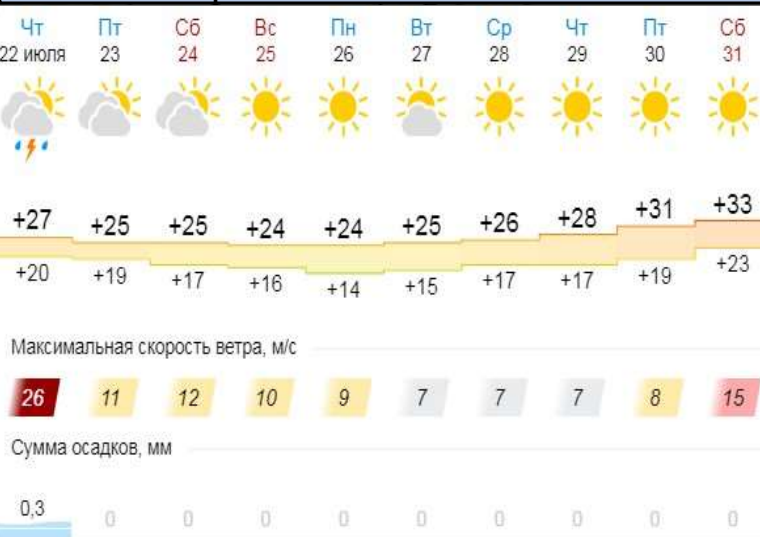 Чт Пт Сб Вс Пн Вт Ср Чт Пт Сб
22 июля 23 24 25 26 27 28 29 30 31
+27 +25 +25 +24 +24 +25 +26 +28 +31 +33
+20 +19 +17 +16 +14 +15 +17 +17 +19 +23
Максимальная скорость ветра, м/с
26 11 12 10 9 7 7 7 8 15
Сумма осадков, мм
0,3 0 0 0 0 0 0 0 0 0